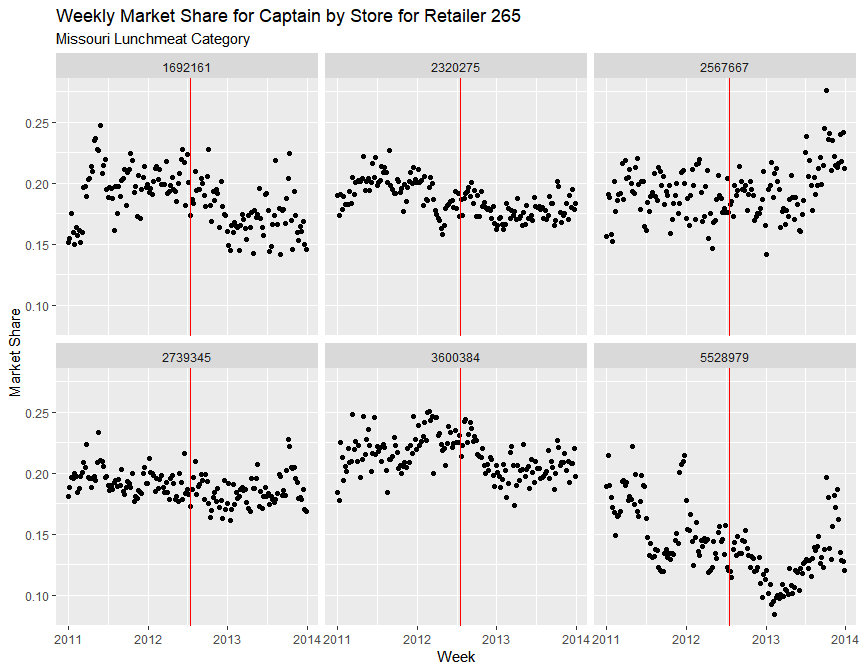 Weekly Market Share for Captain by Store for Retailer 265
Missouri Lunchmeat Category
1692161 2320275 2567667
0.25
0.20
0.15
0.10
2739345 3600384 5528979
0.25
0.20
0.15
0.10
Market Share
2011 2012 2013 2014 2011 2012 2013 2014 2011 2012 2013 2014
Week